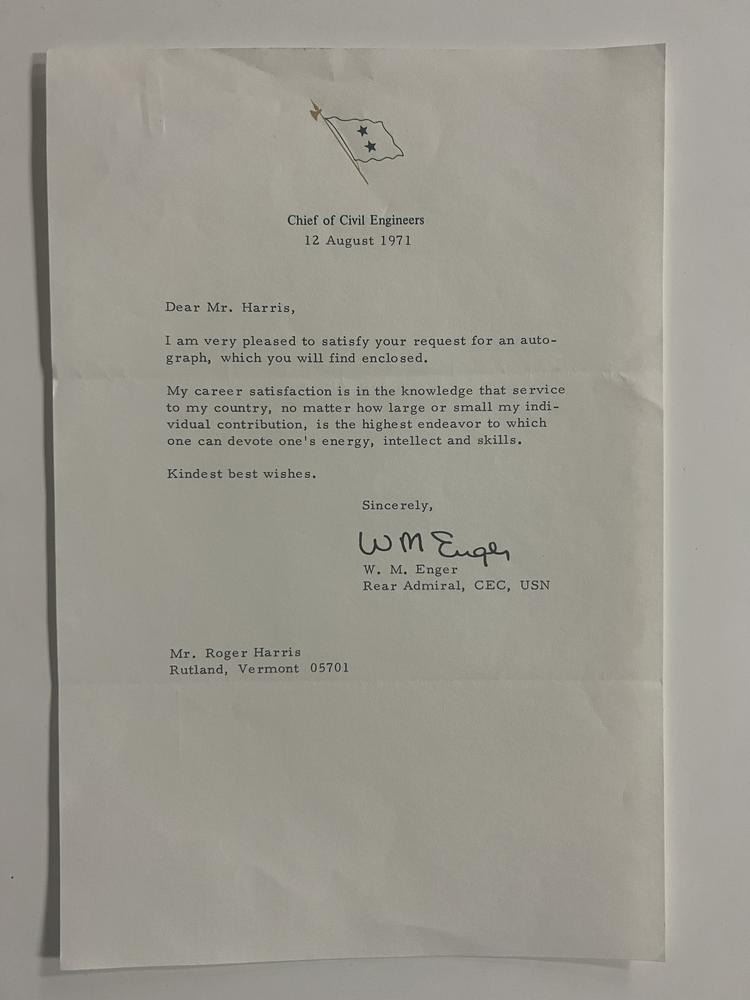 Chief of Civil Engineers
12 August 1971
Dear Mr. Harris,
I am very pleased to satisfy your request for an auto-
graph, which you will find enclosed.
My career satisfaction is in the knowledge that service
to my country, no matter how large or small my indi-
vidual contribution, is the highest endeavor to which
one can devote one's energy, intellect and skills.
Kindest best wishes.
Sincerely,
W M Enger
W. M. Enger
Rear Admiral, CEC, USN
Mr. Roger Harris
Rutland, Vermont 05701